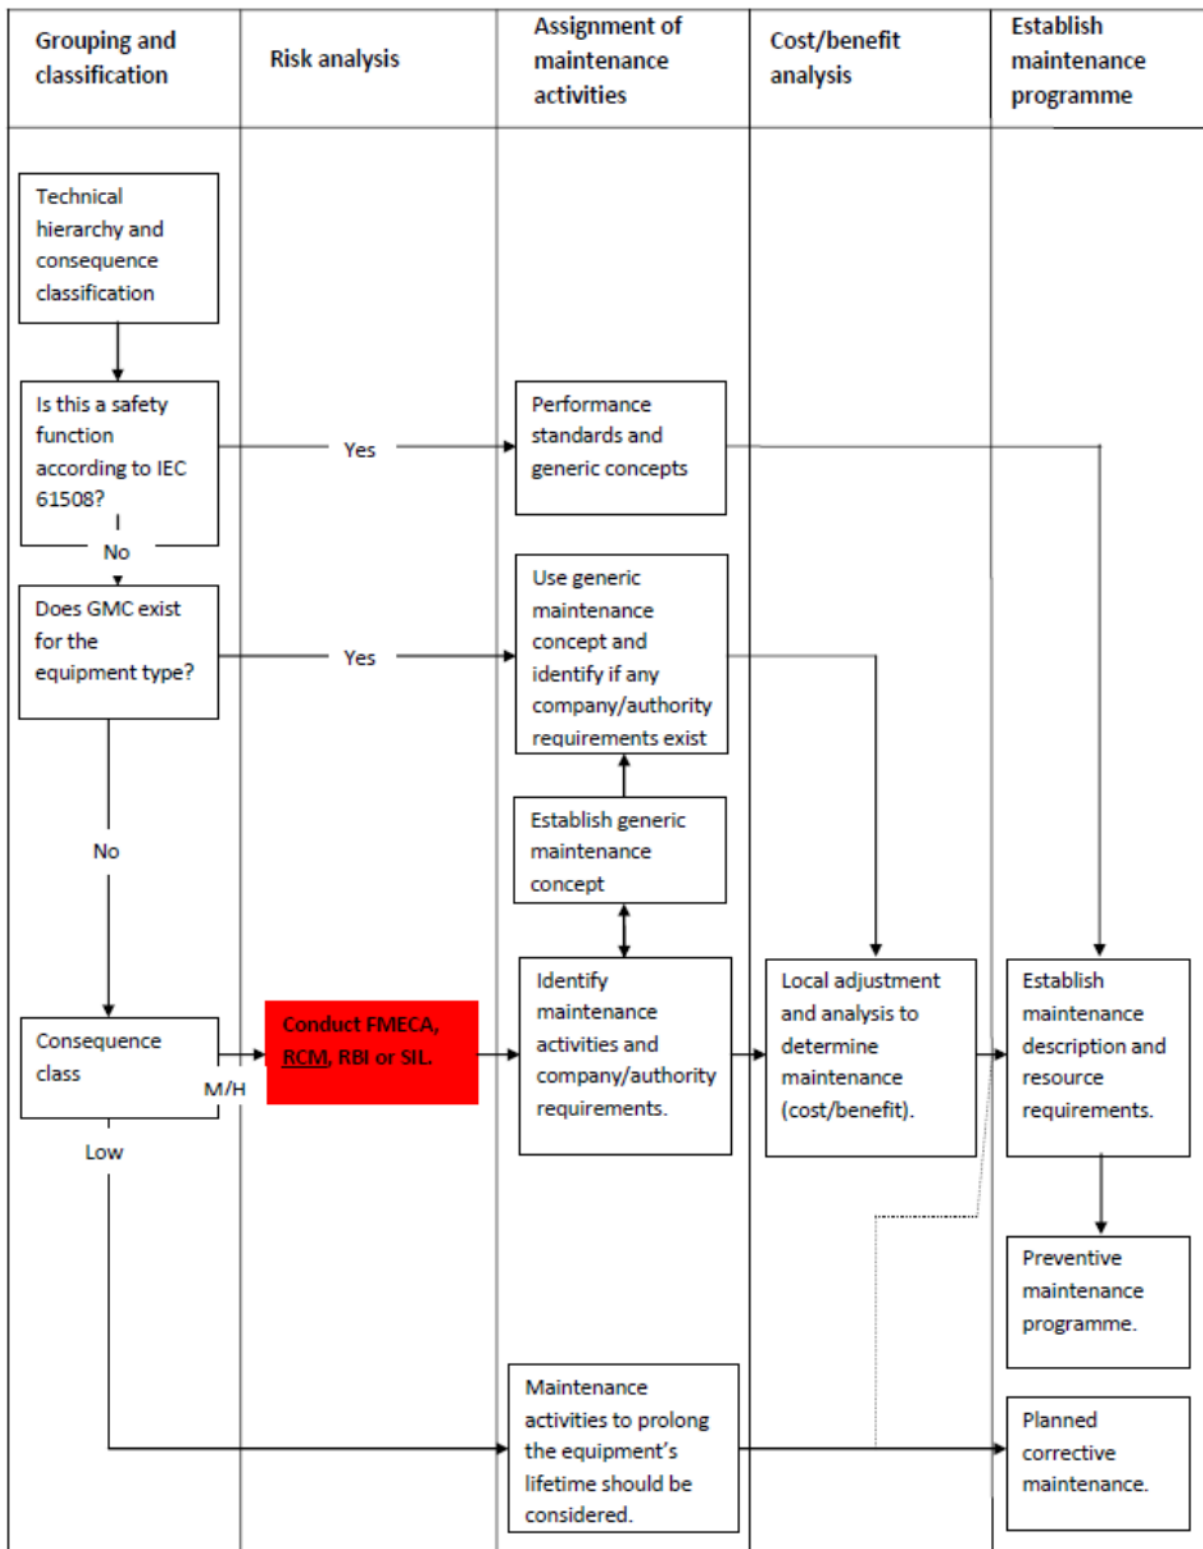 Grouping and
classification
Risk analysis
Assignment of
maintenance
activities
Cost/benefit
analysis
Establish
maintenance
programme
Technical
hierarchy and
consequence
classification
Is this a safety
function
according to IEC
61508?
Yes
Performance
standards and
generic concepts
No
Does GMC exist
for the
equipment type?
Yes
Use generic
maintenance
concept and
identify if any
company/authority
requirements exist
Establish generic
maintenance
concept
No
Consequence
class
M/H
Conduct FMECA,
RCM, RBI or SIL.
Identify
maintenance
activities and
company/authority
requirements.
Local adjustment
and analysis to
determine
maintenance
(cost/benefit).
Establish
maintenance
description and
resource
requirements.
Low
Preventive
maintenance
programme.
Maintenance
activities to prolong
the equipment's
lifetime should be
considered.
Planned
corrective
maintenance.